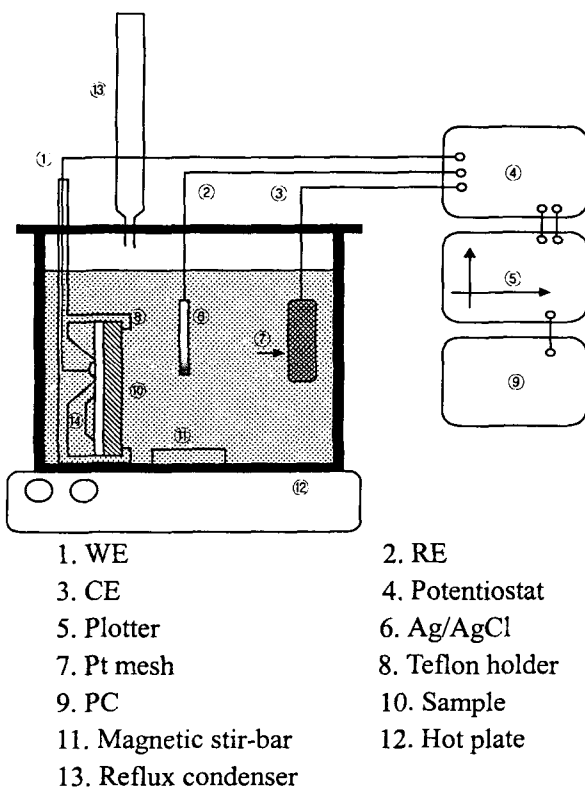 ⑬
①
②
③
④
⑤
⑧
⑥
⑦
⑩
⑨
⑭
⑪
⑫
1. WE 2. RE
3. CE 4. Potentiostat
5. Plotter 6. Ag/AgCl
7. Pt mesh 8. Teflon holder
9. PC 10. Sample
11. Magnetic stir-bar 12. Hot plate
13. Reflux condenser